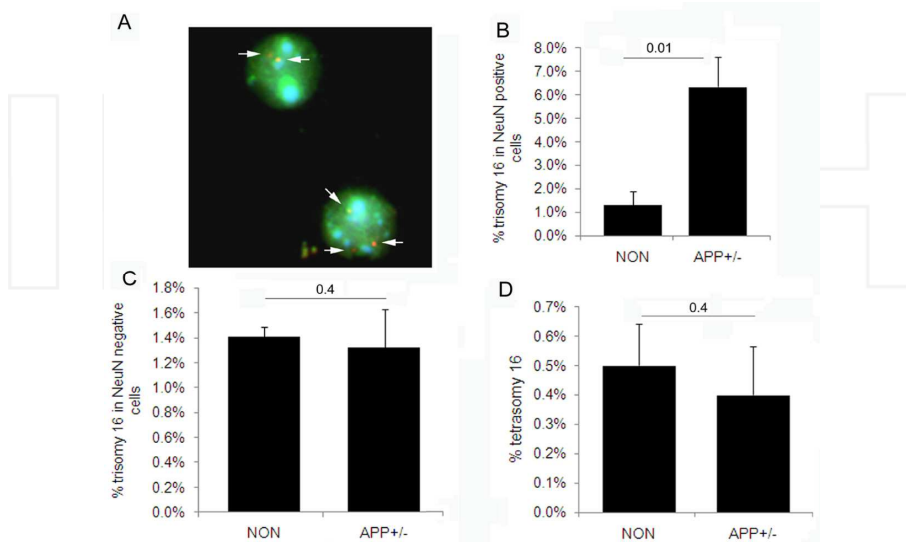 A
B
8.0%
7.0%
6.0%
5.0%
4.0%
3.0%
2.0%
1.0%
0.0%
% trisomy 16 in NeuN positive
cells
0.01
NON APP+/-
C
1.8%
1.6%
1.4%
1.2%
1.0%
0.8%
0.6%
0.4%
0.2%
0.0%
% trisomy 16 in NeuN negative
cells
0.4
NON APP+/-
D
0.7%
0.6%
0.5%
0.4%
0.3%
0.2%
0.1%
0.0%
% tetrasomy 16
0.4
NON APP+/-